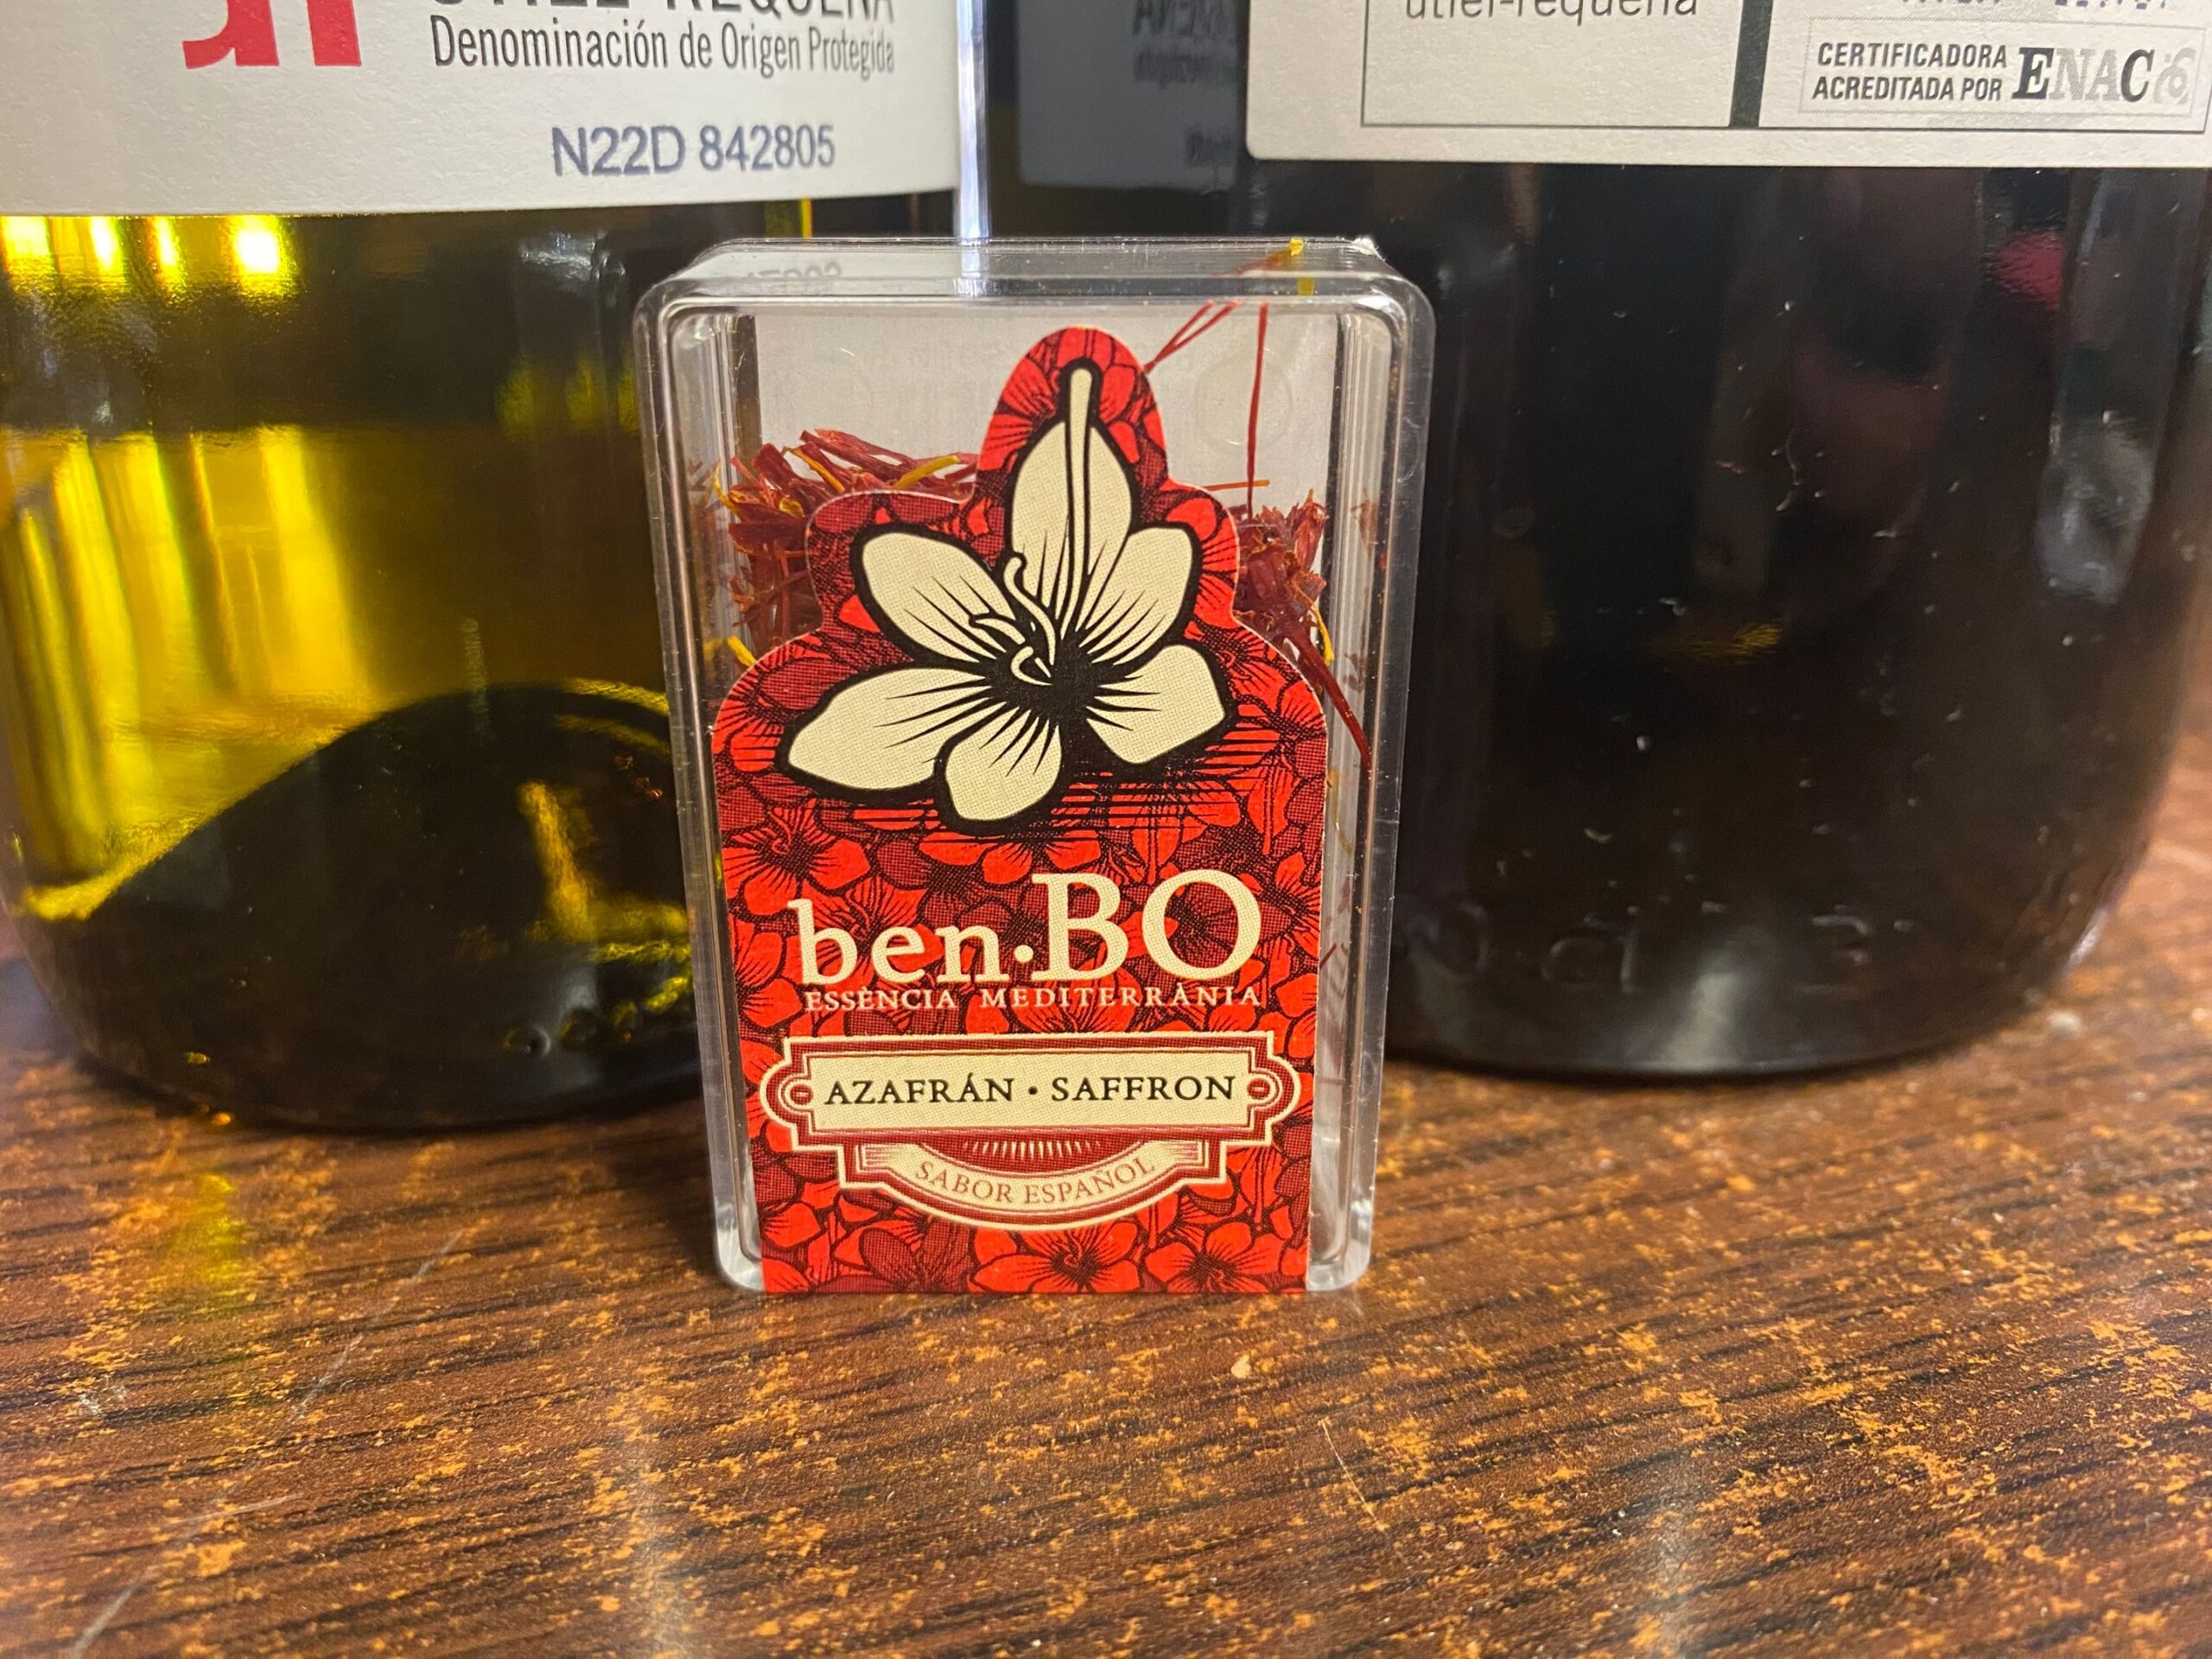 Denominación de Origen Protegida
N22D 842805
utiel-requena
CERTIFICADORA
ACREDITADA POR ENAC
ben·BO
ESSÈNCIA MEDITERRÀNIA
AZAFRÁN · SAFFRON
SABOR ESPAÑOL